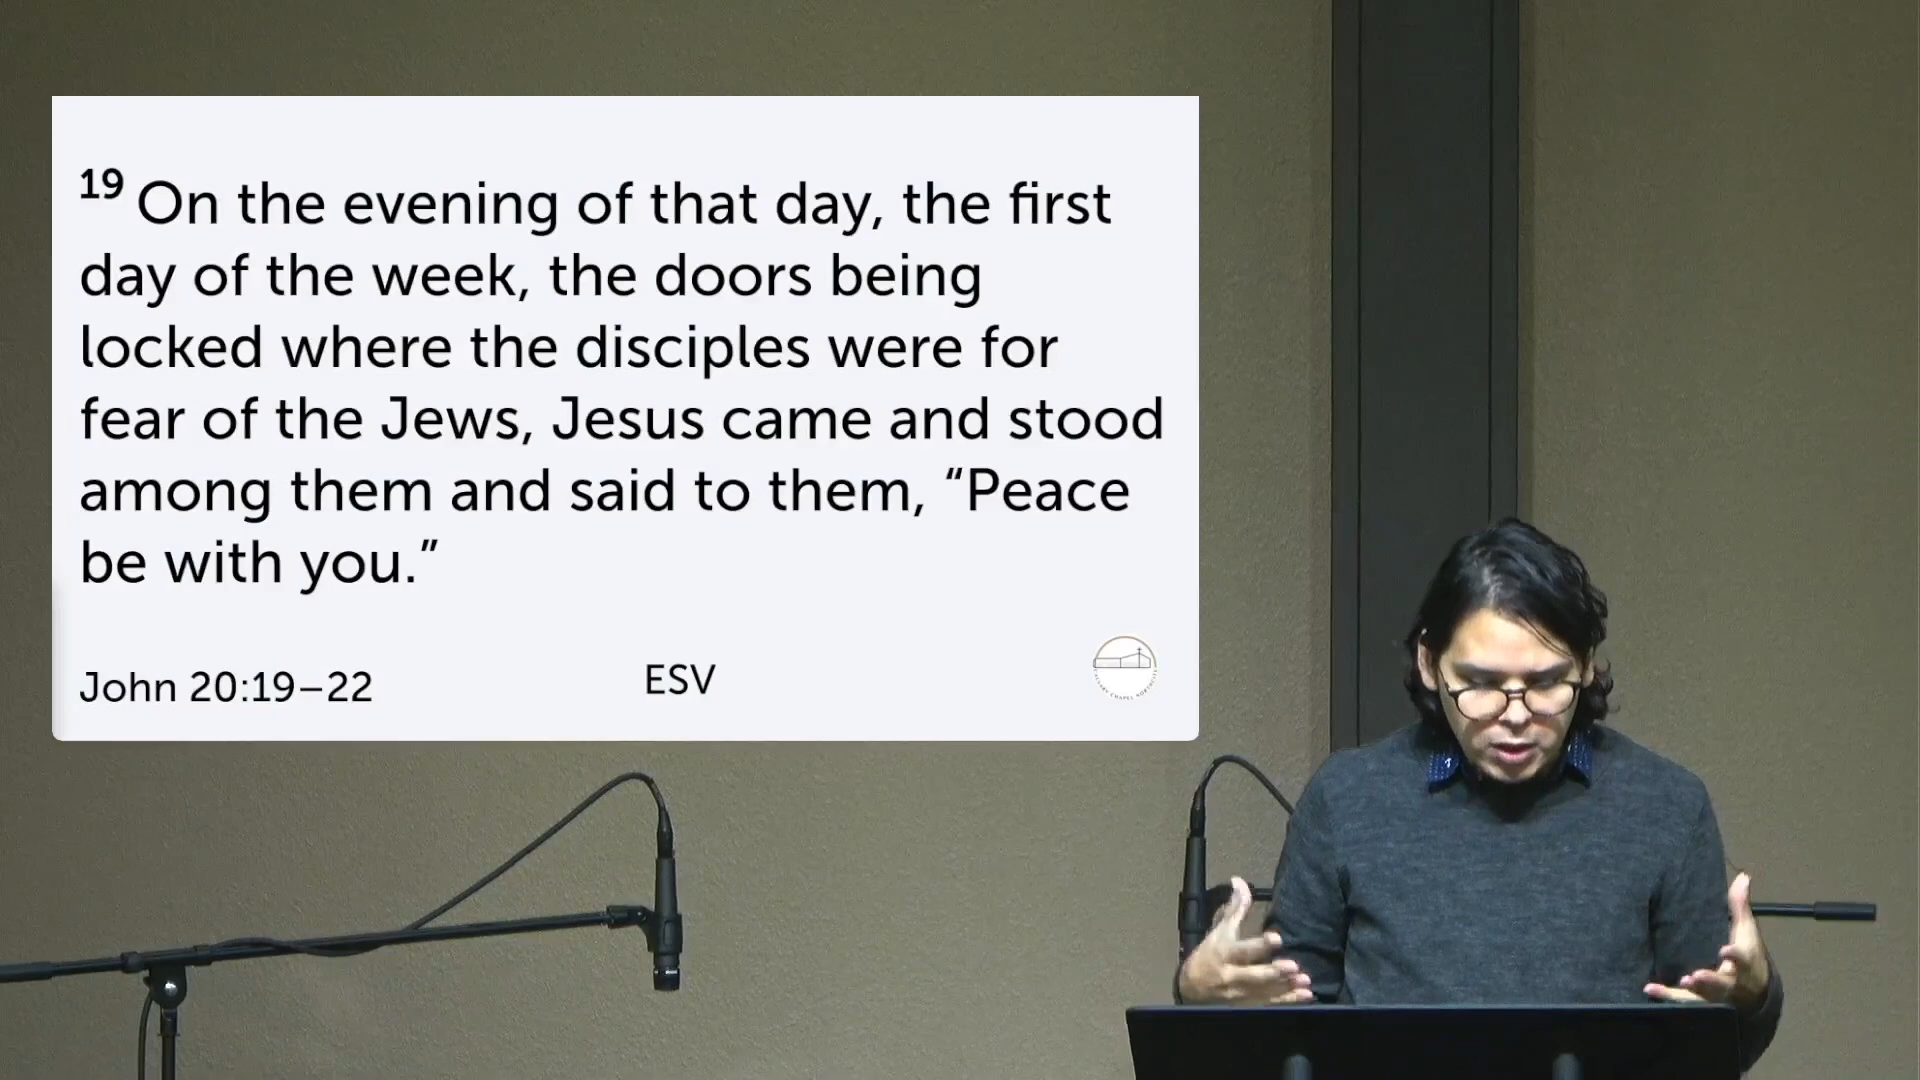 19 On the evening of that day, the first
day of the week, the doors being
locked where the disciples were for
fear of the Jews, Jesus came and stood
among them and said to them, “Peace
be with you.”
John 20:19–22
ESV
CALVARY CHAPEL